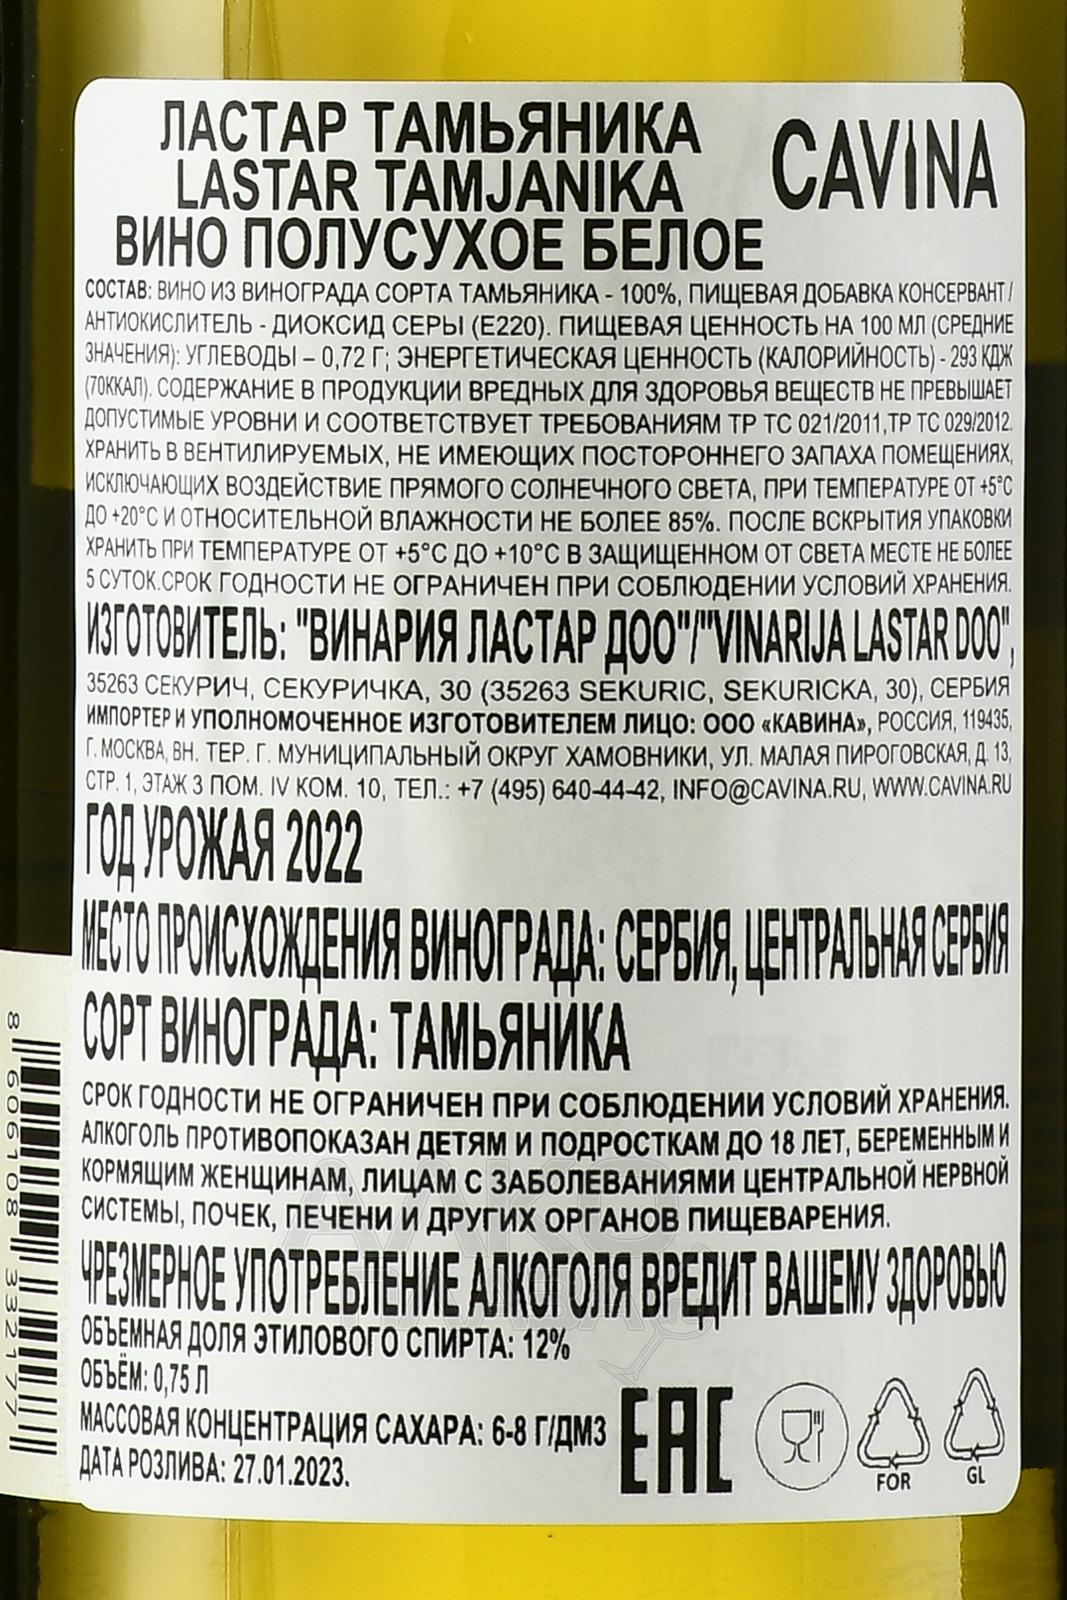 ЛАСТАР ТАМЬЯНИКА
LASTAR TAMJANIKA
ВИНО ПОЛУСУХОЕ БЕЛОЕ
CAVINA
СОСТАВ: ВИНО ИЗ ВИНОГРАДА СОРТА ТАМЬЯНИКА - 100%, ПИЩЕВАЯ ДОБАВКА КОНСЕРВАНТ/
АНТИОКИСЛИТЕЛЬ - ДИОКСИД СЕРЫ (Е220). ПИЩЕВАЯ ЦЕННОСТЬ НА 100 МЛ (СРЕДНИЕ
ЗНАЧЕНИЯ): УГЛЕВОДЫ – 0,72 Г; ЭНЕРГЕТИЧЕСКАЯ ЦЕННОСТЬ (КАЛОРИЙНОСТЬ) - 293 КДЖ
(70ККАЛ). СОДЕРЖАНИЕ В ПРОДУКЦИИ ВРЕДНЫХ ДЛЯ ЗДОРОВЬЯ ВЕЩЕСТВ НЕ ПРЕВЫШАЕТ
ДОПУСТИМЫЕ УРОВНИ И СООТВЕТСТВУЕТ ТРЕБОВАНИЯМ ТР ТС 021/2011,ТР ТС 029/2012.
ХРАНИТЬ В ВЕНТИЛИРУЕМЫХ, НЕ ИМЕЮЩИХ ПОСТОРОННЕГО ЗАПАХА ПОМЕЩЕНИЯХ,
ИСКЛЮЧАЮЩИХ ВОЗДЕЙСТВИЕ ПРЯМОГО СОЛНЕЧНОГО СВЕТА, ПРИ ТЕМПЕРАТУРЕ ОТ +5°С
ДО +20°С И ОТНОСИТЕЛЬНОЙ ВЛАЖНОСТИ НЕ БОЛЕЕ 85%. ПОСЛЕ ВСКРЫТИЯ УПАКОВКИ
ХРАНИТЬ ПРИ ТЕМПЕРАТУРЕ ОТ +5°С ДО +10°С В ЗАЩИЩЕННОМ ОТ СВЕТА МЕСТЕ НЕ БОЛЕЕ
5 СУТОК.СРОК ГОДНОСТИ НЕ ОГРАНИЧЕН ПРИ СОБЛЮДЕНИИ УСЛОВИЙ ХРАНЕНИЯ.
ИЗГОТОВИТЕЛЬ: "ВИНАРИЯ ЛАСТАР ДОО"/"VINARIJA LASTAR DOO",
35263 СЕКУРИЧ, СЕКУРИЧКА, 30 (35263 SEKURIC, SEKURICKA, 30), СЕРБИЯ
ИМПОРТЕР И УПОЛНОМОЧЕННОЕ ИЗГОТОВИТЕЛЕМ ЛИЦО: ООО «КАВИНА», РОССИЯ, 119435,
Г. МОСКВА, ВН. ТЕР. Г. МУНИЦИПАЛЬНЫЙ ОКРУГ ХАМОВНИКИ, УЛ. МАЛАЯ ПИРОГОВСКАЯ, Д. 13,
СТР. 1, ЭТАЖ 3 ПОМ. IV КОМ. 10, ТЕЛ.: +7 (495) 640-44-42, INFO@CAVINA.RU, WWW.CAVINA.RU
ГОД УРОЖАЯ 2022
МЕСТО ПРОИСХОЖДЕНИЯ ВИНОГРАДА: СЕРБИЯ, ЦЕНТРАЛЬНАЯ СЕРБИЯ
СОРТ ВИНОГРАДА: ТАМЬЯНИКА
СРОК ГОДНОСТИ НЕ ОГРАНИЧЕН ПРИ СОБЛЮДЕНИИ УСЛОВИЙ ХРАНЕНИЯ.
АЛКОГОЛЬ ПРОТИВОПОКАЗАН ДЕТЯМ И ПОДРОСТКАМ ДО 18 ЛЕТ, БЕРЕМЕННЫМ И
КОРМЯЩИМ ЖЕНЩИНАМ, ЛИЦАМ С ЗАБОЛЕВАНИЯМИ ЦЕНТРАЛЬНОЙ НЕРВНОЙ
СИСТЕМЫ, ПОЧЕК, ПЕЧЕНИ И ДРУГИХ ОРГАНОВ ПИЩЕВАРЕНИЯ.
ЧРЕЗМЕРНОЕ УПОТРЕБЛЕНИЕ АЛКОГОЛЯ ВРЕДИТ ВАШЕМУ ЗДОРОВЬЮ
ОБЪЕМНАЯ ДОЛЯ ЭТИЛОВОГО СПИРТА: 12%
ОБЪЁМ: 0,75 Л
МАССОВАЯ КОНЦЕНТРАЦИЯ САХАРА: 6-8 Г/ДМ3
ДАТА РОЗЛИВА: 27.01.2023.
EAC
FOR
GL
8 606108 332177